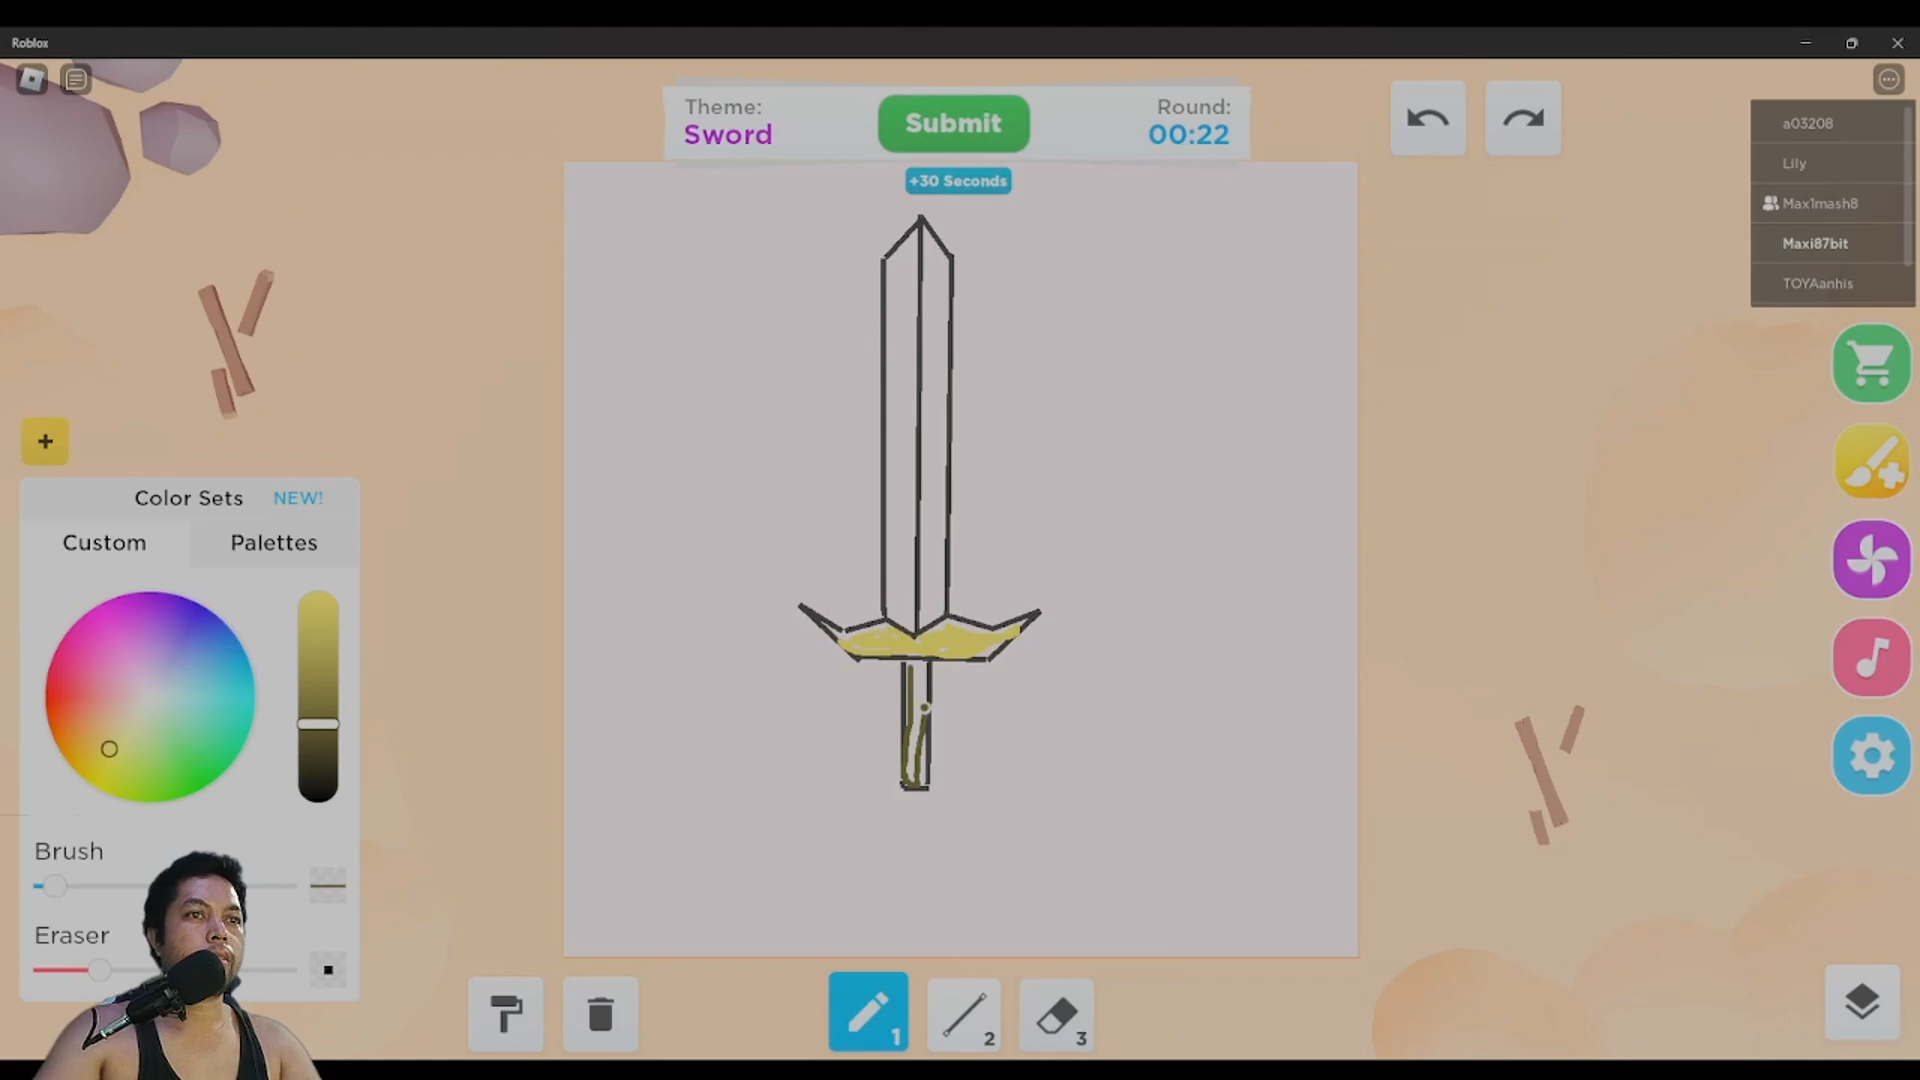 Roblox
Theme:
Sword
Submit
Round:
00:22
+30 Seconds
a03208
Lily
Max1mash8
Maxi87bit
TOYAanhis
+
Color Sets NEW!
Custom
Palettes
Brush
Eraser
1
2
3